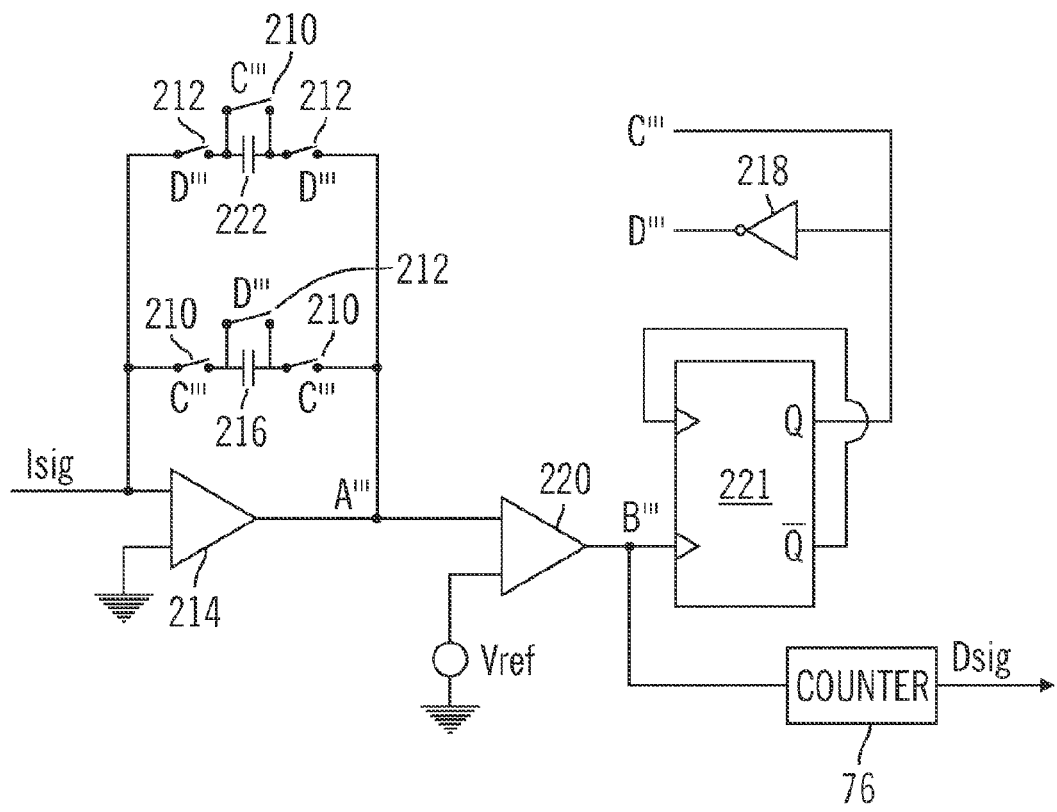 210
C'''
212
212
C'''
218
D'''
D'''
222
D'''
D'''
212
210
210
C'''
C'''
216
Isig
A'''
220
B'''
Q
221
Q̅
214
Vref
COUNTER
Dsig
76